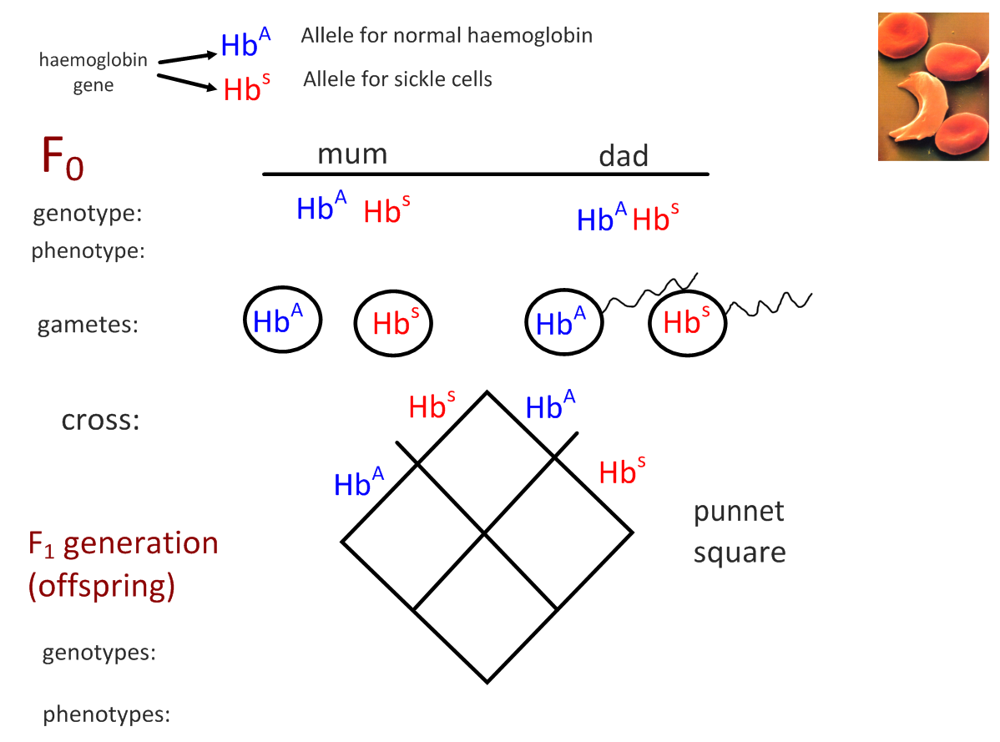 Hb^A Allele for normal haemoglobin
haemoglobin
gene
Hb^s Allele for sickle cells
F₀
mum dad
genotype: Hb^A Hb^s Hb^A Hb^s
phenotype:
gametes: Hb^A Hb^s Hb^A Hb^s
cross:
Hb^s Hb^A
Hb^A Hb^s
punnet
square
F₁ generation
(offspring)
genotypes:
phenotypes: